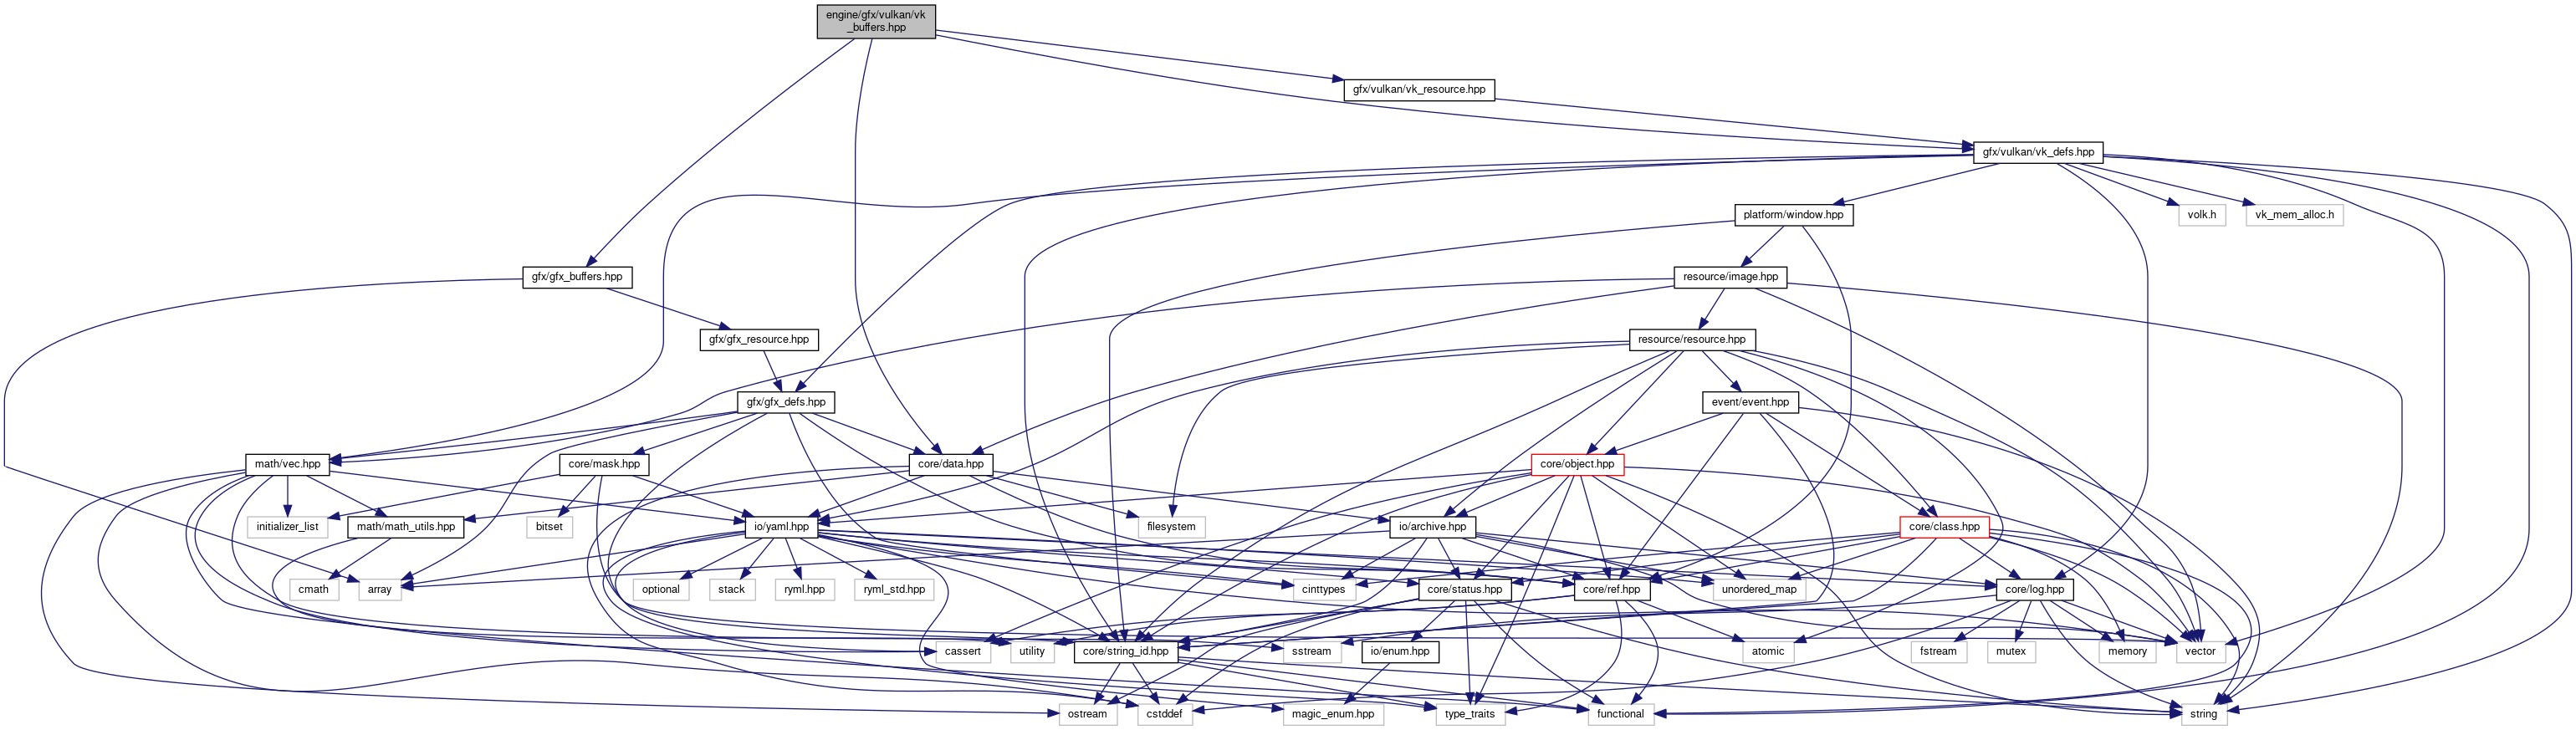 engine/gfx/vulkan/vk
_buffers.hpp
gfx/vulkan/vk_resource.hpp
gfx/vulkan/vk_defs.hpp
platform/window.hpp
volk.h
vk_mem_alloc.h
gfx/gfx_buffers.hpp
resource/image.hpp
gfx/gfx_resource.hpp
resource/resource.hpp
gfx/gfx_defs.hpp
event/event.hpp
math/vec.hpp
core/mask.hpp
core/data.hpp
core/object.hpp
initializer_list
math/math_utils.hpp
bitset
io/yaml.hpp
filesystem
io/archive.hpp
core/class.hpp
cmath
array
optional
stack
ryml.hpp
ryml_std.hpp
cinttypes
core/status.hpp
core/ref.hpp
unordered_map
core/log.hpp
cassert
utility
core/string_id.hpp
sstream
io/enum.hpp
atomic
fstream
mutex
memory
vector
ostream
cstddef
magic_enum.hpp
type_traits
functional
string